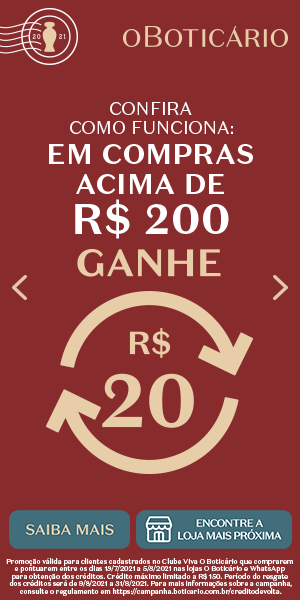 20 21
oBOTICÁRIO
CONFIRA
COMO FUNCIONA:
EM COMPRAS
ACIMA DE
R$ 200
GANHE
R$
20
SAIBA MAIS
ENCONTRE A
LOJA MAIS PRÓXIMA
Promoção válida para clientes cadastrados no Clube Viva O Boticário que comprarem
e pontuarem entre os dias 19/7/2021 a 5/8/2021 nas lojas O Boticário e WhatsApp
para obtenção dos créditos. Crédito máximo limitado a R$ 150. Período do resgate
dos créditos será de 9/8/2021 a 31/8/2021. Para mais informações sobre a campanha,
consulte o regulamento em https://campanha.boticario.com.br/creditodevolta.